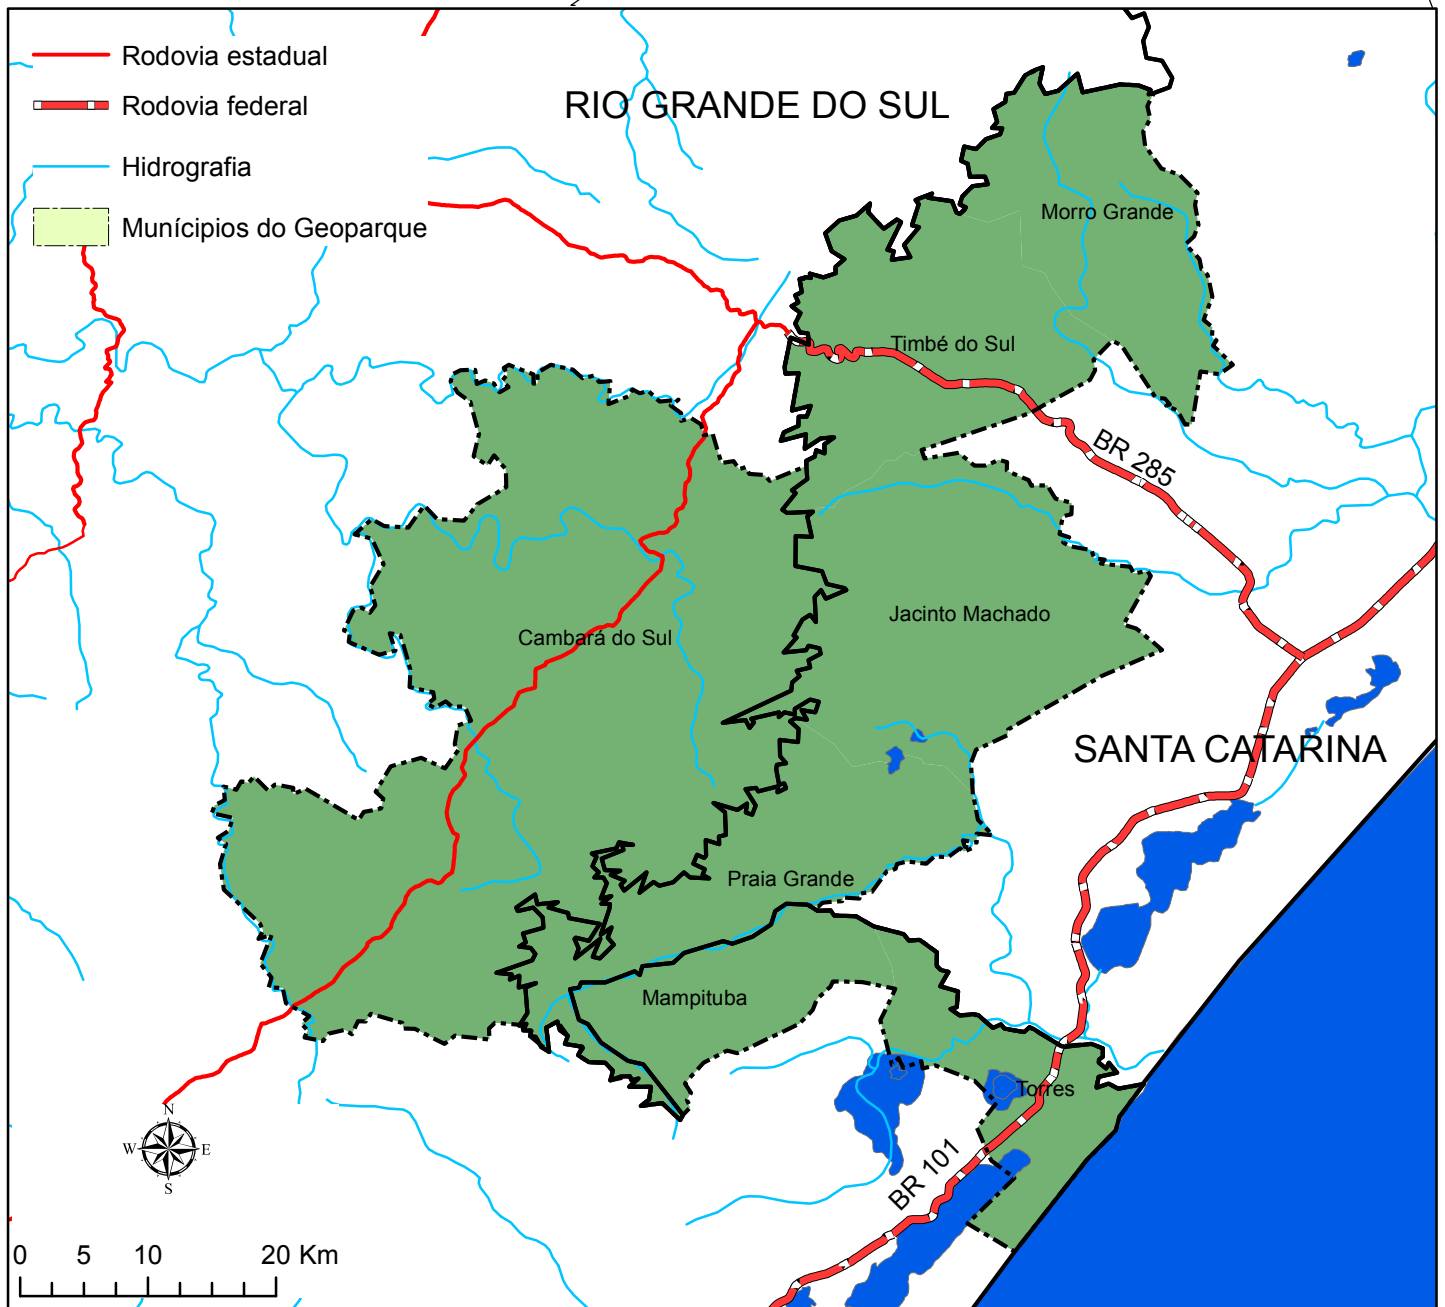 Rodovia estadual
Rodovia federal
Hidrografia
Munícipios do Geoparque
RIO GRANDE DO SUL
Morro Grande
Timbé do Sul
BR 285
Jacinto Machado
Cambará do Sul
SANTA CATARINA
Praia Grande
Mampituba
Torres
BR 101
N
W E
S
0 5 10 20 Km